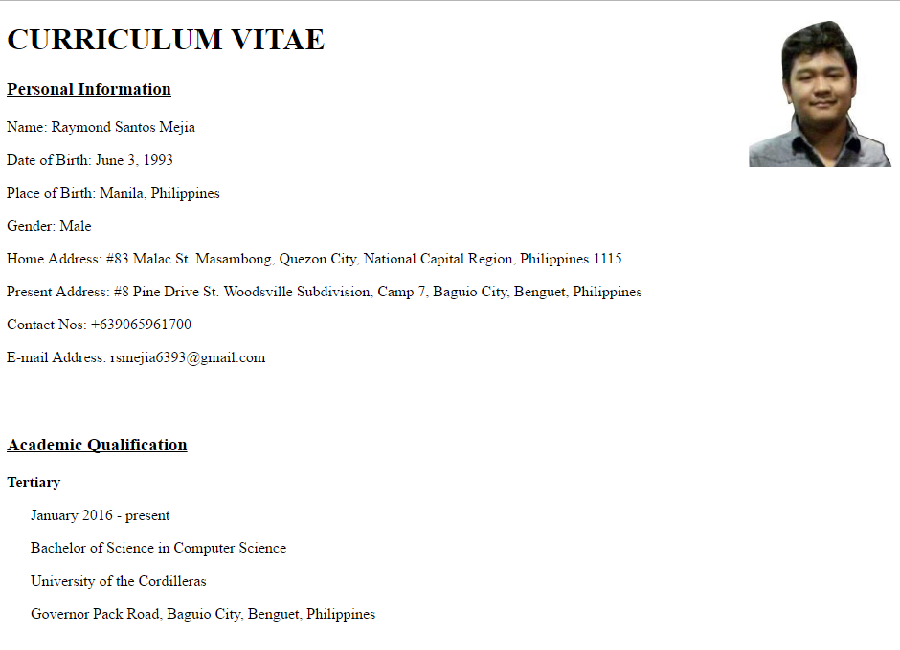 CURRICULUM VITAE
Personal Information
Name: Raymond Santos Mejia
Date of Birth: June 3, 1993
Place of Birth: Manila, Philippines
Gender: Male
Home Address: #83 Malac St. Masambong, Quezon City, National Capital Region, Philippines 1115
Present Address: #8 Pine Drive St. Woodsville Subdivision, Camp 7, Baguio City, Benguet, Philippines
Contact Nos: +639065961700
E-mail Address: rsmejia6393@gmail.com
Academic Qualification
Tertiary
January 2016 - present
Bachelor of Science in Computer Science
University of the Cordilleras
Governor Pack Road, Baguio City, Benguet, Philippines